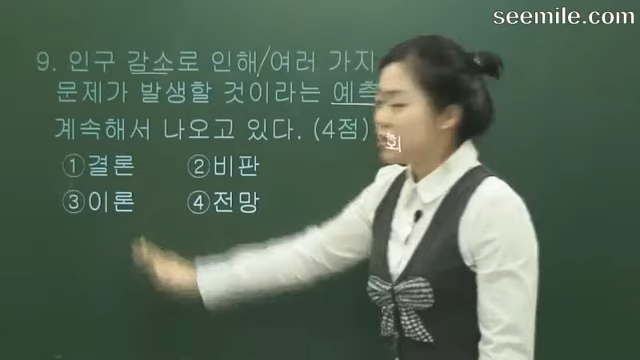 seemile.com
9. 인구 감소로 인해/여러 가지
문제가 발생할 것이라는 예측
계속해서 나오고 있다. (4점) 회
①결론 ②비판
③이론 ④전망